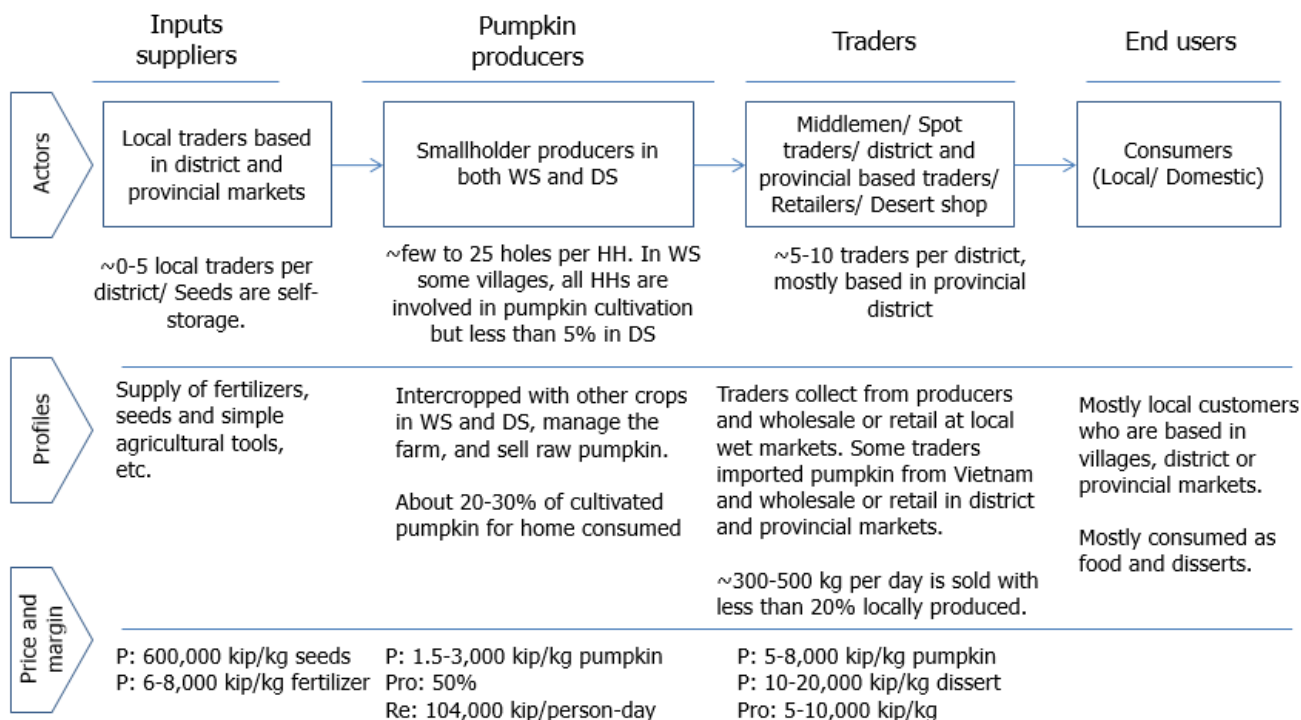 Inputs
suppliers
Pumpkin
producers
Traders
End users
Actors
Local traders based
in district and
provincial markets
Smallholder producers in
both WS and DS
Middlemen/ Spot
traders/ district and
provincial based traders/
Retailers/ Desert shop
Consumers
(Local/ Domestic)
~0-5 local traders per
district/ Seeds are self-
storage.
~few to 25 holes per HH. In WS
some villages, all HHs are
involved in pumpkin cultivation
but less than 5% in DS
~5-10 traders per district,
mostly based in provincial
district
Profiles
Supply of fertilizers,
seeds and simple
agricultural tools,
etc.
Intercropped with other crops
in WS and DS, manage the
farm, and sell raw pumpkin.
About 20-30% of cultivated
pumpkin for home consumed
Traders collect from producers
and wholesale or retail at local
wet markets. Some traders
imported pumpkin from Vietnam
and wholesale or retail in district
and provincial markets.
~300-500 kg per day is sold with
less than 20% locally produced.
Mostly local customers
who are based in
villages, district or
provincial markets.
Mostly consumed as
food and disserts.
Price and
margin
P: 600,000 kip/kg seeds
P: 6-8,000 kip/kg fertilizer
P: 1.5-3,000 kip/kg pumpkin
Pro: 50%
Re: 104,000 kip/person-day
P: 5-8,000 kip/kg pumpkin
P: 10-20,000 kip/kg dissert
Pro: 5-10,000 kip/kg